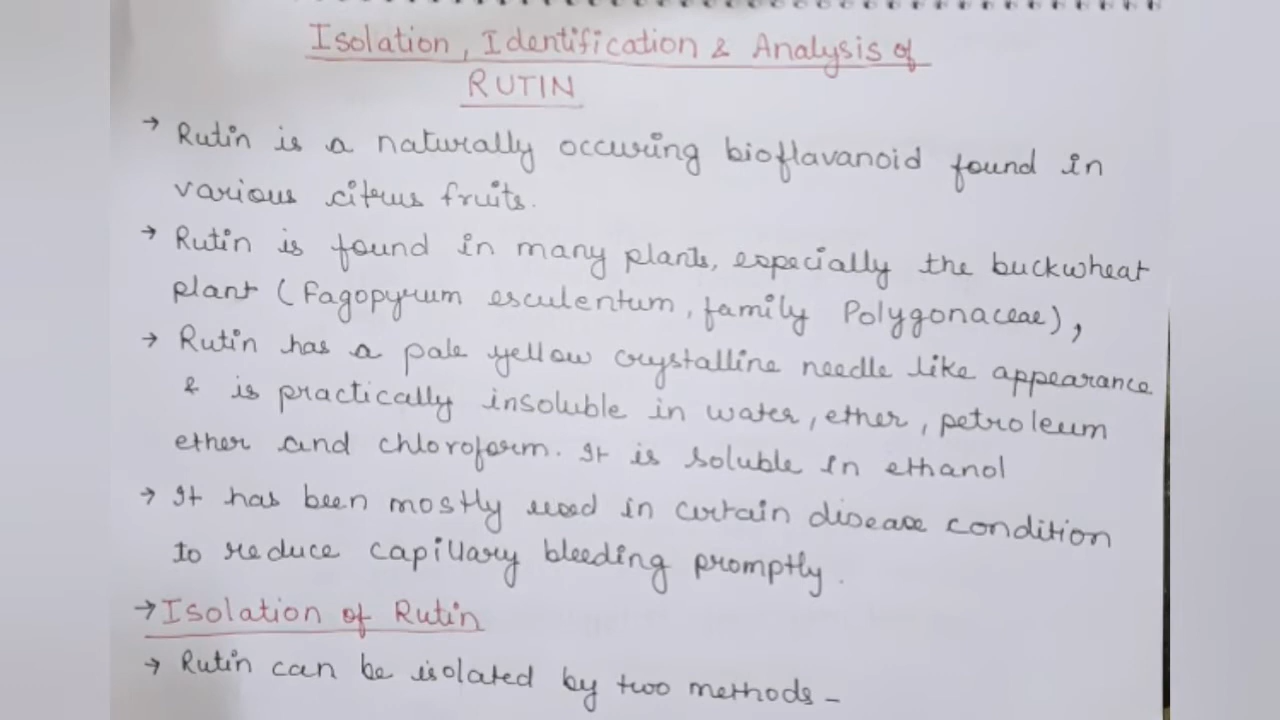 Isolation, Identification & Analysis of
RUTIN
→ Rutin is a naturally occuring bioflavanoid found in
various citrus fruits.
→ Rutin is found in many plants, especially the buckwheat
plant (Fagopyrum esculentum, family Polygonaceae),
→ Rutin has a pale yellow crystalline needle like appearance
& is practically insoluble in water, ether, petroleum
ether and chloroform. It is soluble in ethanol
→ It has been mostly used in certain disease condition
to reduce capillary bleeding promptly.
→ Isolation of Rutin
→ Rutin can be isolated by two methods -